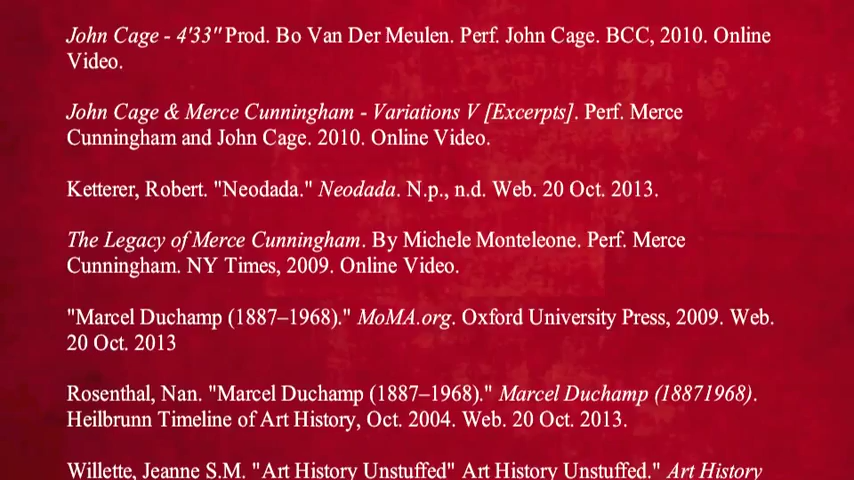 John Cage - 4'33" Prod. Bo Van Der Meulen. Perf. John Cage. BCC, 2010. Online
Video.
John Cage & Merce Cunningham - Variations V [Excerpts]. Perf. Merce
Cunningham and John Cage. 2010. Online Video.
Ketterer, Robert. "Neodada." Neodada. N.p., n.d. Web. 20 Oct. 2013.
The Legacy of Merce Cunningham. By Michele Monteleone. Perf. Merce
Cunningham. NY Times, 2009. Online Video.
"Marcel Duchamp (1887–1968)." MoMA.org. Oxford University Press, 2009. Web.
20 Oct. 2013
Rosenthal, Nan. "Marcel Duchamp (1887–1968)." Marcel Duchamp (18871968).
Heilbrunn Timeline of Art History, Oct. 2004. Web. 20 Oct. 2013.
Willette, Jeanne S.M. "Art History Unstuffed" Art History Unstuffed." Art History